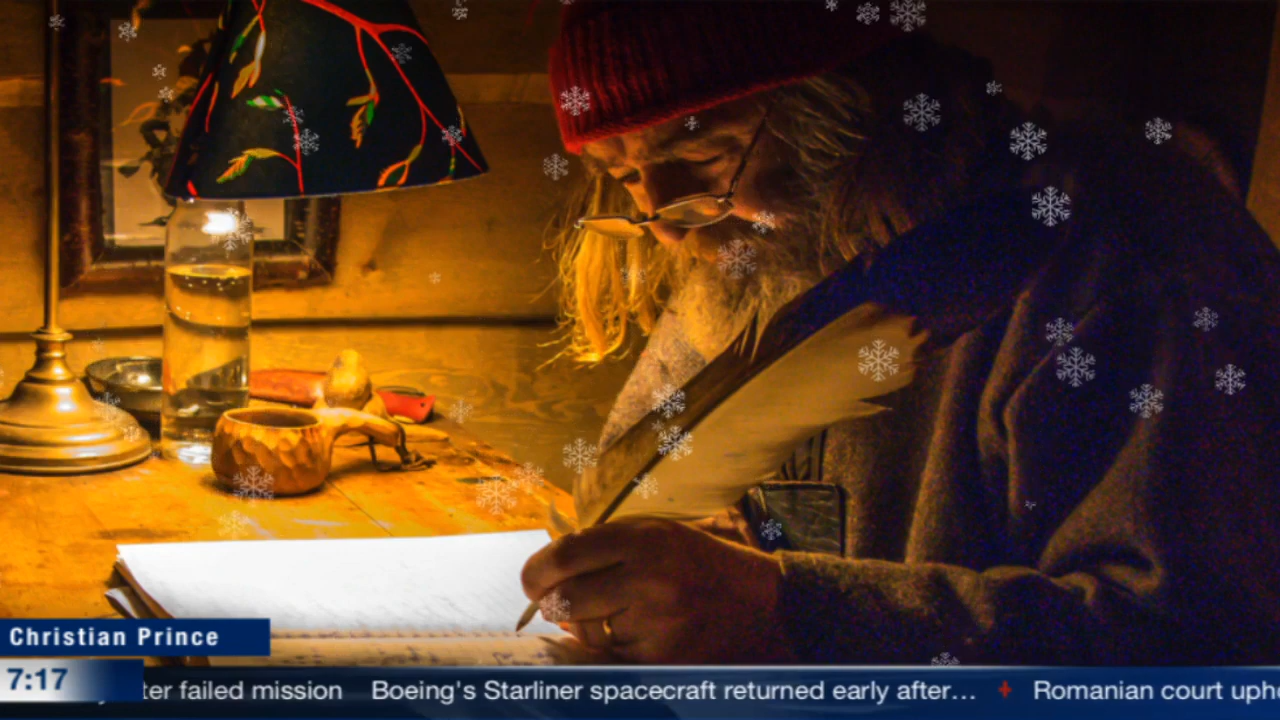 Christian Prince
7:17
ter failed mission Boeing's Starliner spacecraft returned early after... Romanian court uph